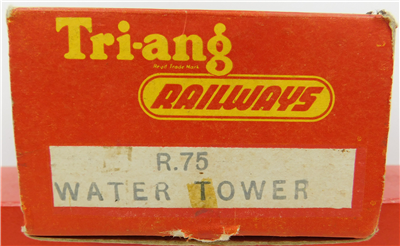 Tri-ang
Regd. Trade Mark
RAILWAYS
R.75
WATER TOWER